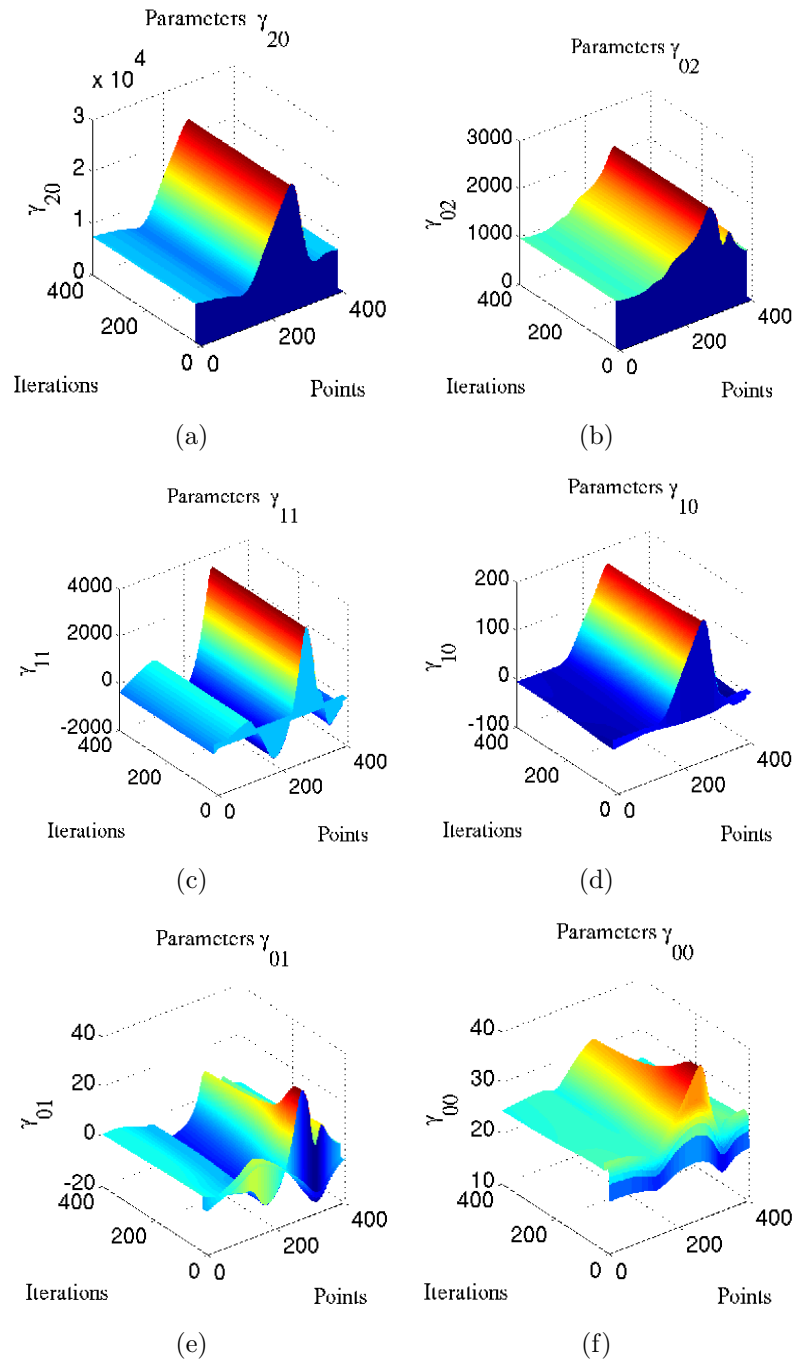 Parameters γ20
x 10^4
3
2
1
0
γ20
400
200
0
0
200
400
Iterations
Points
(a)
Parameters γ02
3000
2000
1000
0
γ02
400
200
0
0
200
400
Iterations
Points
(b)
Parameters γ11
4000
2000
0
-2000
γ11
400
200
0
0
200
400
Iterations
Points
(c)
Parameters γ10
200
100
0
-100
γ10
400
200
0
0
200
400
Iterations
Points
(d)
Parameters γ01
40
20
0
-20
γ01
400
200
0
0
200
400
Iterations
Points
(e)
Parameters γ00
40
30
20
10
γ00
400
200
0
0
200
400
Iterations
Points
(f)